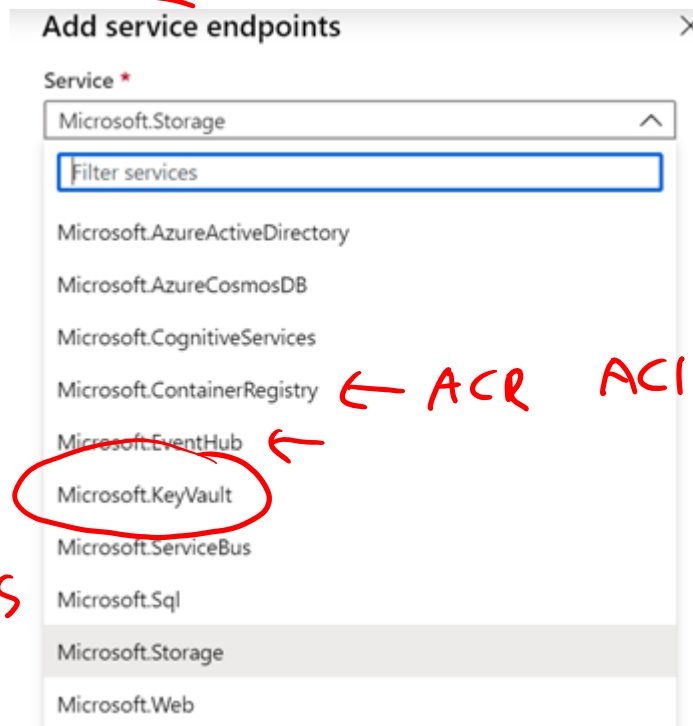 Add service endpoints
Service *
Microsoft.Storage
Filter services
Microsoft.AzureActiveDirectory
Microsoft.AzureCosmosDB
Microsoft.CognitiveServices
Microsoft.ContainerRegistry ← ACR ACI
Microsoft.EventHub ←
Microsoft.KeyVault
Microsoft.ServiceBus
S Microsoft.Sql
Microsoft.Storage
Microsoft.Web